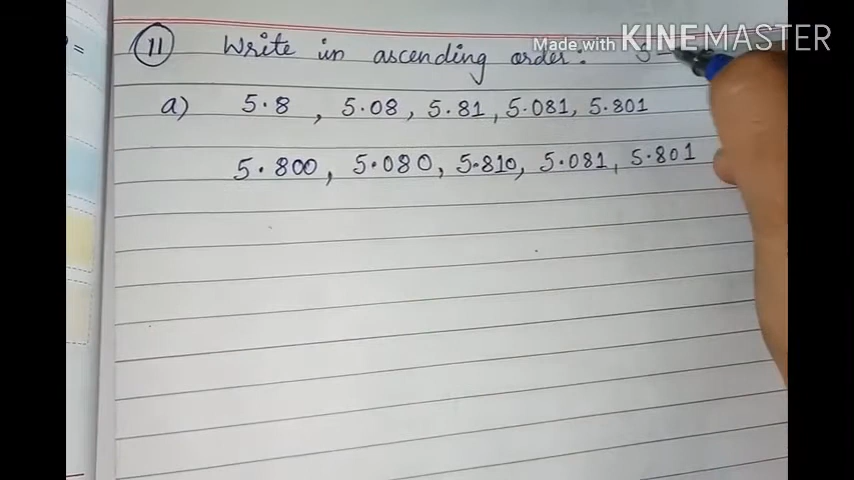 11 Write in ascending order:
Made with KINEMASTER
a) 5.8 , 5.08, 5.81, 5.081, 5.801
5.800, 5.080, 5.810, 5.081, 5.801